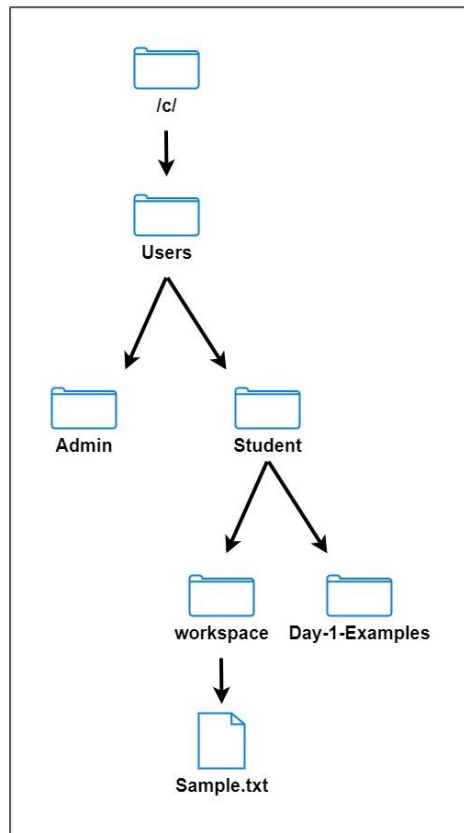 /c/
Users
Admin
Student
workspace
Day-1-Examples
Sample.txt